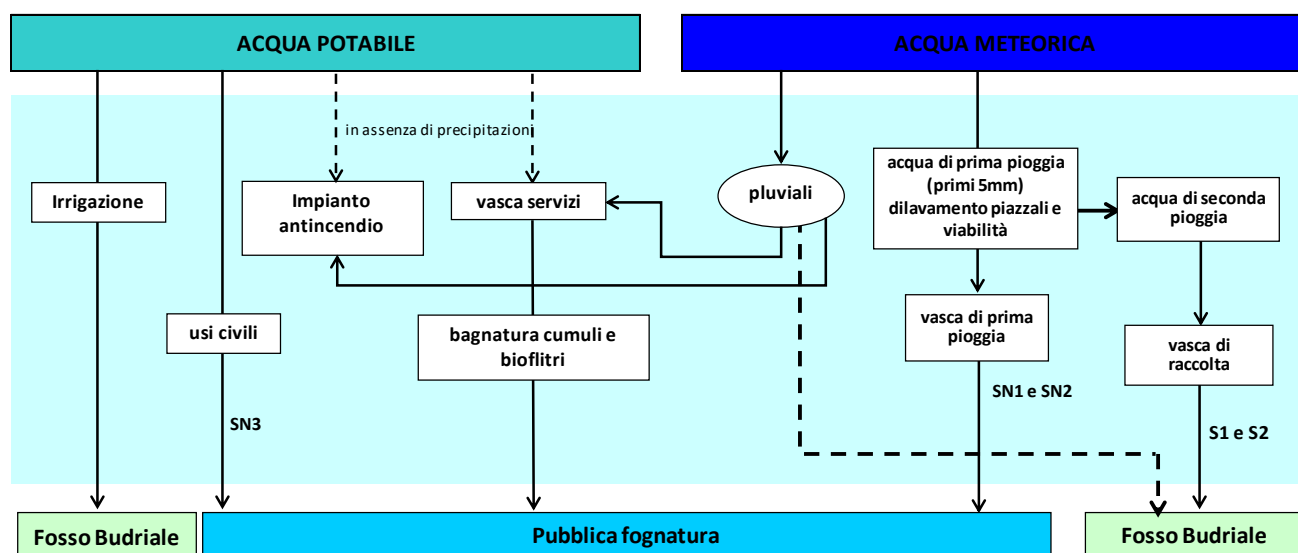 ACQUA POTABILE
ACQUA METEORICA
in assenza di precipitazioni
Irrigazione
Impianto
antincendio
vasca servizi
pluviali
acqua di prima pioggia
(primi 5mm)
dilavamento piazzali e
viabilità
acqua di seconda
pioggia
usi civili
bagnatura cumuli e
bioflitri
vasca di prima
pioggia
vasca di
raccolta
SN3
SN1 e SN2
S1 e S2
Fosso Budriale
Pubblica fognatura
Fosso Budriale